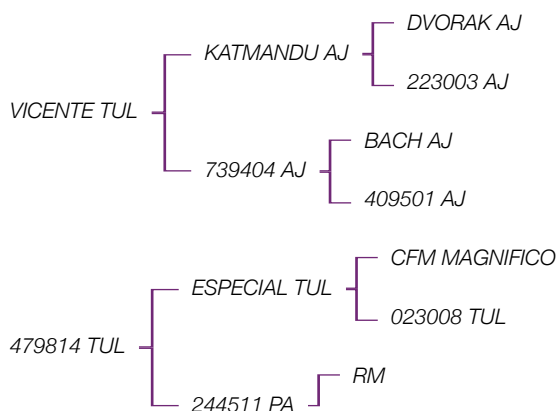 DVORAK AJ
KATMANDU AJ
223003 AJ
VICENTE TUL
BACH AJ
739404 AJ
409501 AJ
CFM MAGNIFICO
ESPECIAL TUL
023008 TUL
479814 TUL
RM
244511 PA